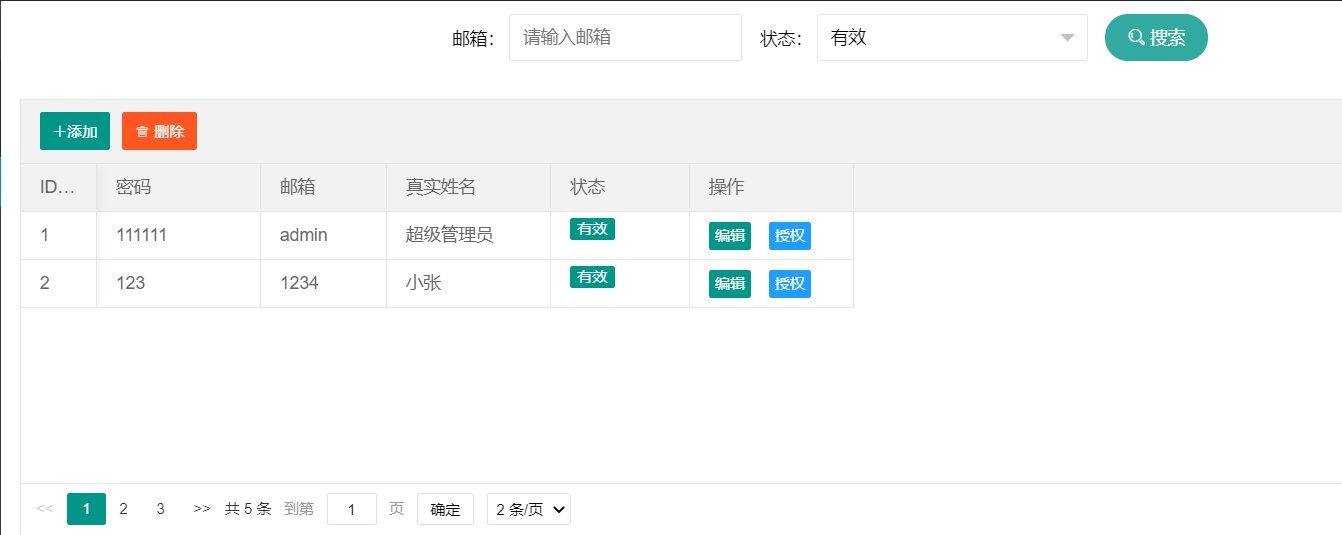 邮箱: 请输入邮箱 状态: 有效 搜索
添加 删除
ID... 密码 邮箱 真实姓名 状态 操作
1 111111 admin 超级管理员 有效 编辑 授权
2 123 1234 小张 有效 编辑 授权
<< 1 2 3 >> 共 5 条 到第 1 页 确定 2 条/页